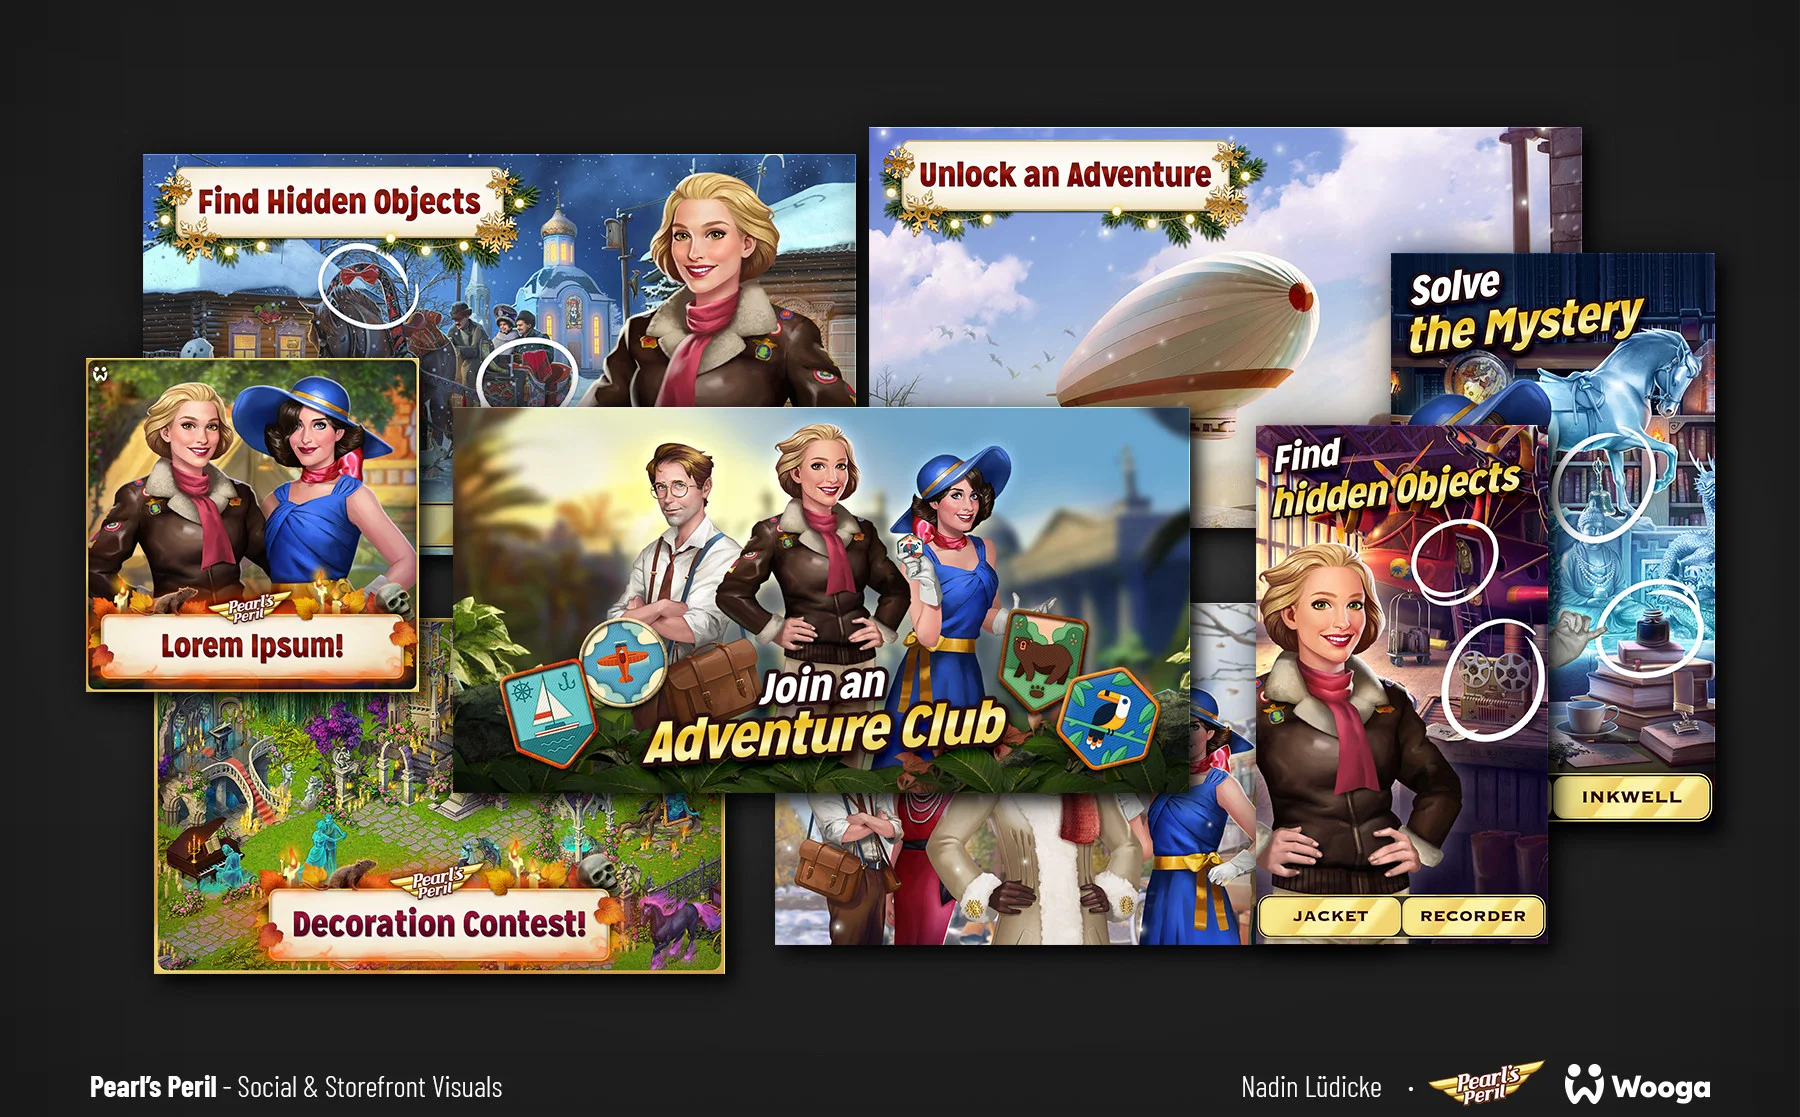 Find Hidden Objects
Unlock an Adventure
Solve
the Mystery
Find
hidden Objects
Join an
Adventure Club
Pearl's
Peril
Lorem Ipsum!
INKWELL
Pearl's
Peril
Decoration Contest!
JACKET
RECORDER
Pearl's Peril - Social & Storefront Visuals
Nadin Lüdicke
·
Pearl's
Peril
Wooga